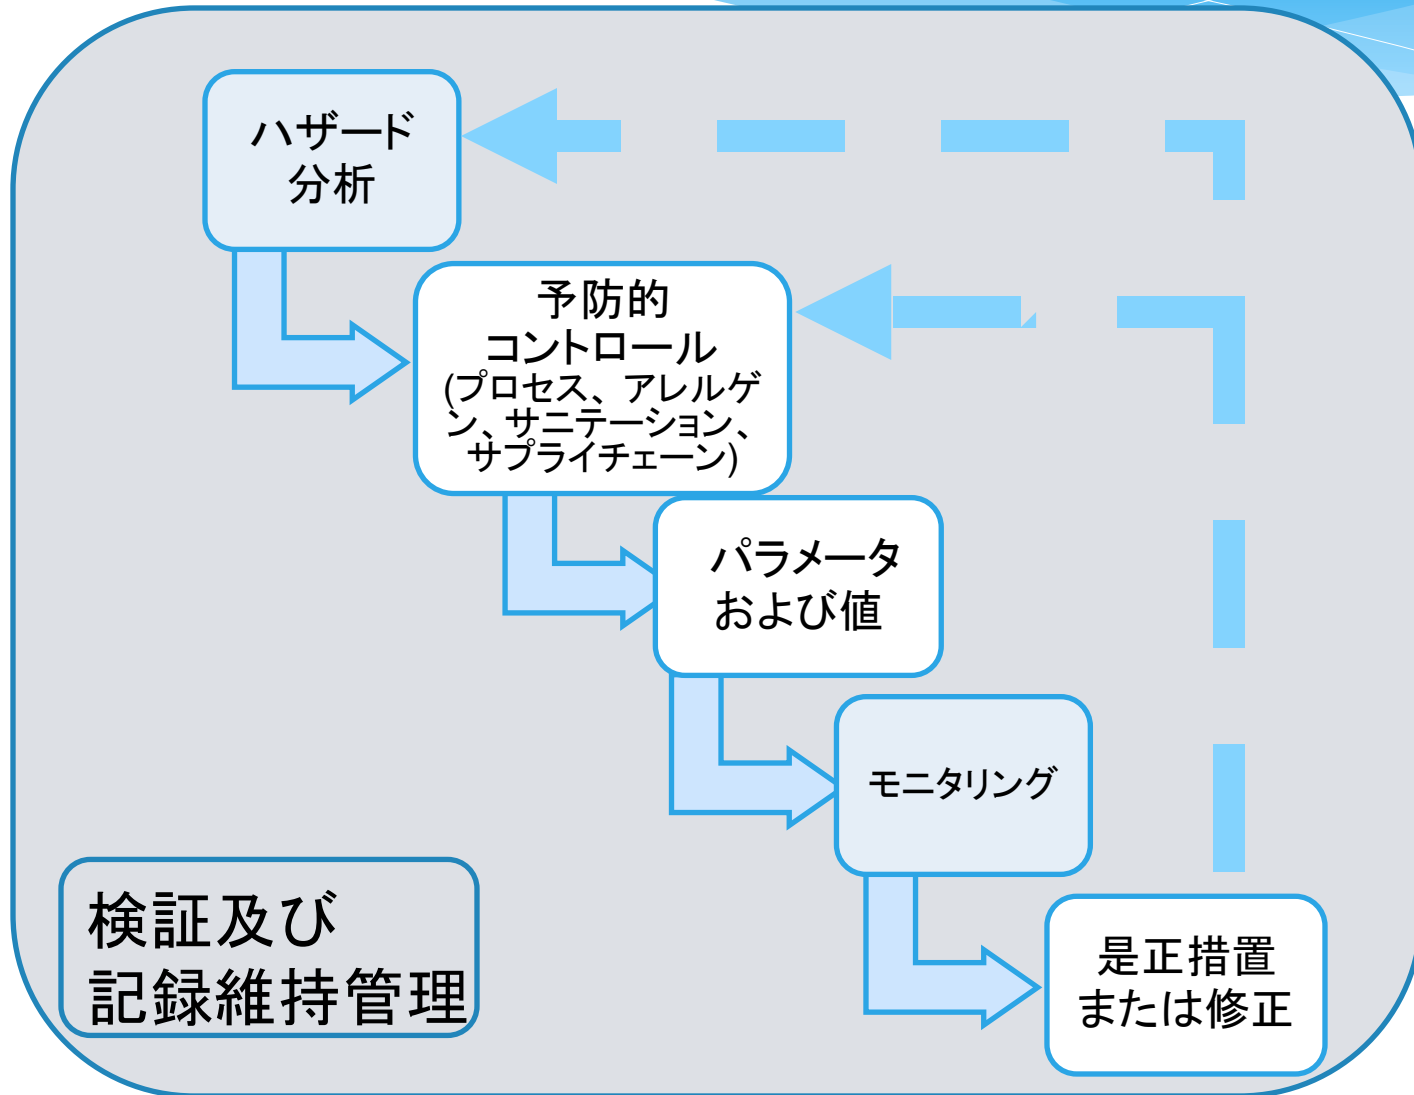 ハザード
分析
予防的
コントロール
(プロセス、アレルゲ
ン、サニテーション、
サプライチェーン)
パラメータ
および値
モニタリング
是正措置
または修正
検証及び
記録維持管理